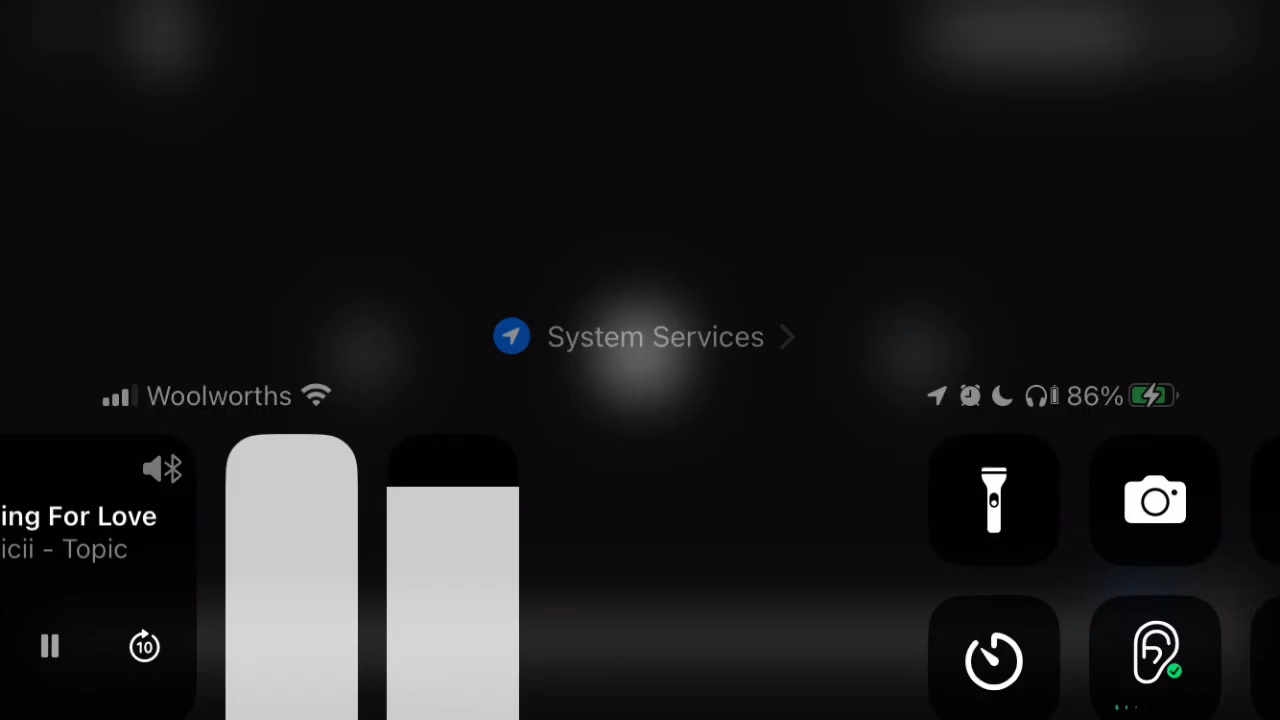 System Services
Woolworths
86%
ing For Love
icii - Topic
10